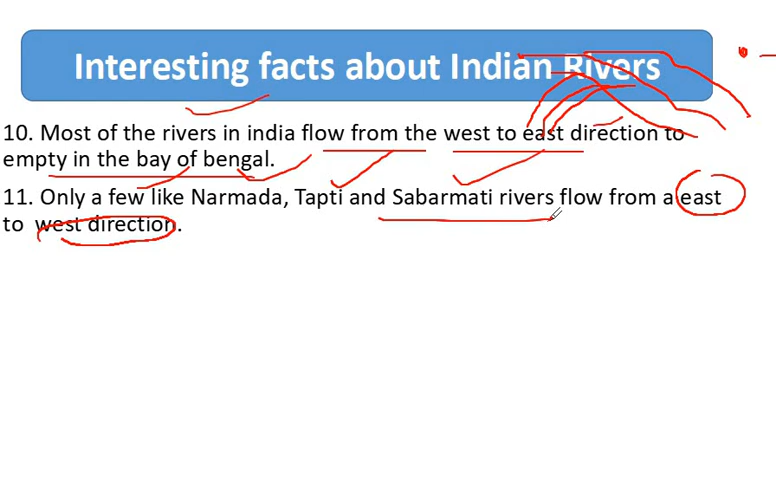 Interesting facts about Indian Rivers
10. Most of the rivers in india flow from the west to east direction to
empty in the bay of bengal.
11. Only a few like Narmada, Tapti and Sabarmati rivers flow from a east
to west direction.